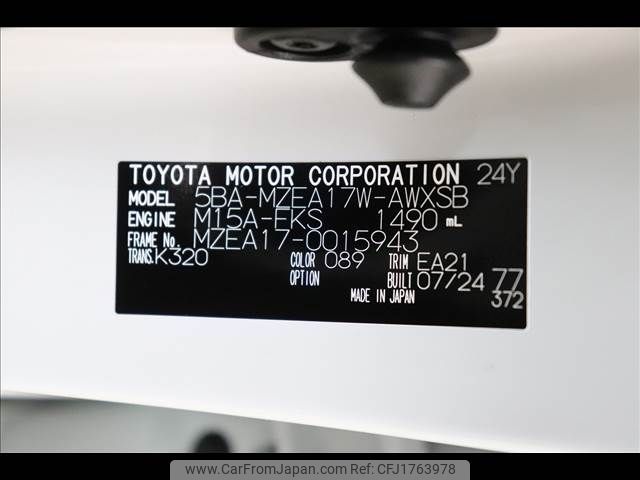 TOYOTA MOTOR CORPORATION 24Y
MODEL 5BA-MZEA17W-AWXSB
ENGINE M15A-FKS 1490 mL
FRAME No. MZEA17-0015943
TRANS. K320 COLOR 089 TRIM EA21
OPTION BUILT 07/24 77
MADE IN JAPAN 372
www.CarFromJapan.com CFJ1763978